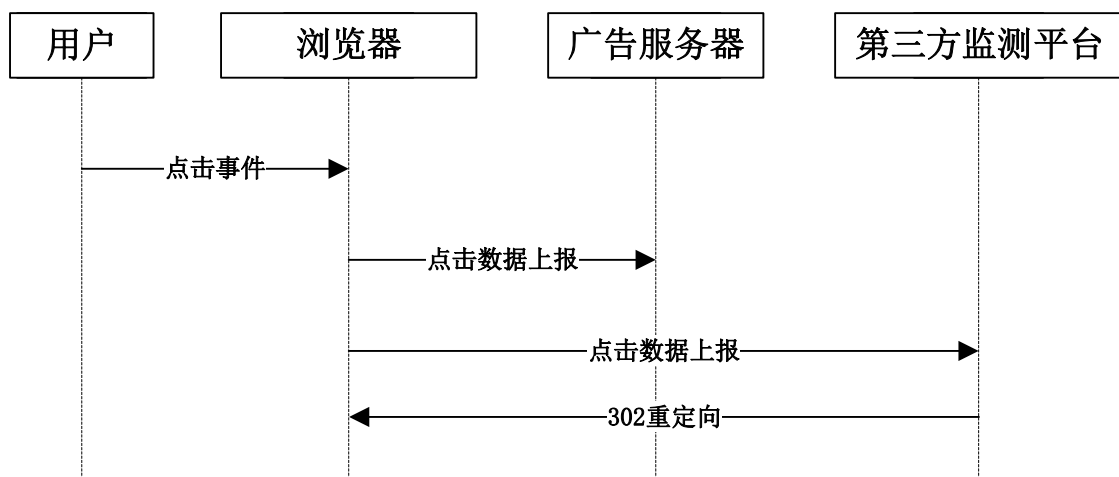 用户
浏览器
广告服务器
第三方监测平台
点击事件
点击数据上报
点击数据上报
302重定向